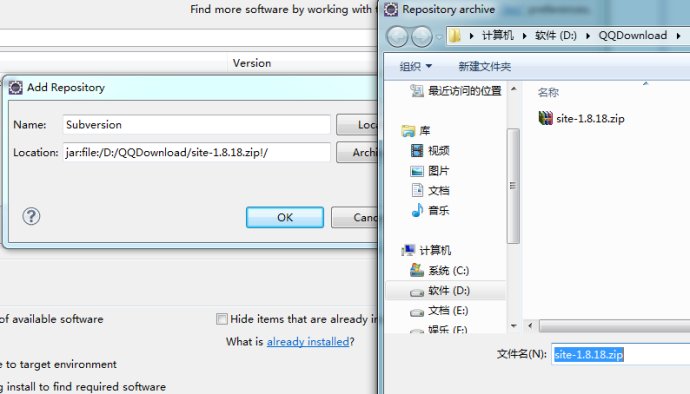 Find more software by working with
Version
Add Repository
Name: Subversion
Location: jar:file:/D:/QQDownload/site-1.8.18.zip!/
OK
of available software
Hide items that are already
What is already installed?
to target environment
install to find required software
Repository archive
preferences.
计算机 软件 (D:) QQDownload
组织 新建文件夹
最近访问的位置
名称
site-1.8.18.zip
库
视频
图片
文档
音乐
计算机
系统 (C:)
软件 (D:)
文档 (E:)
娱乐 (F:)
文件名(N): site-1.8.18.zip